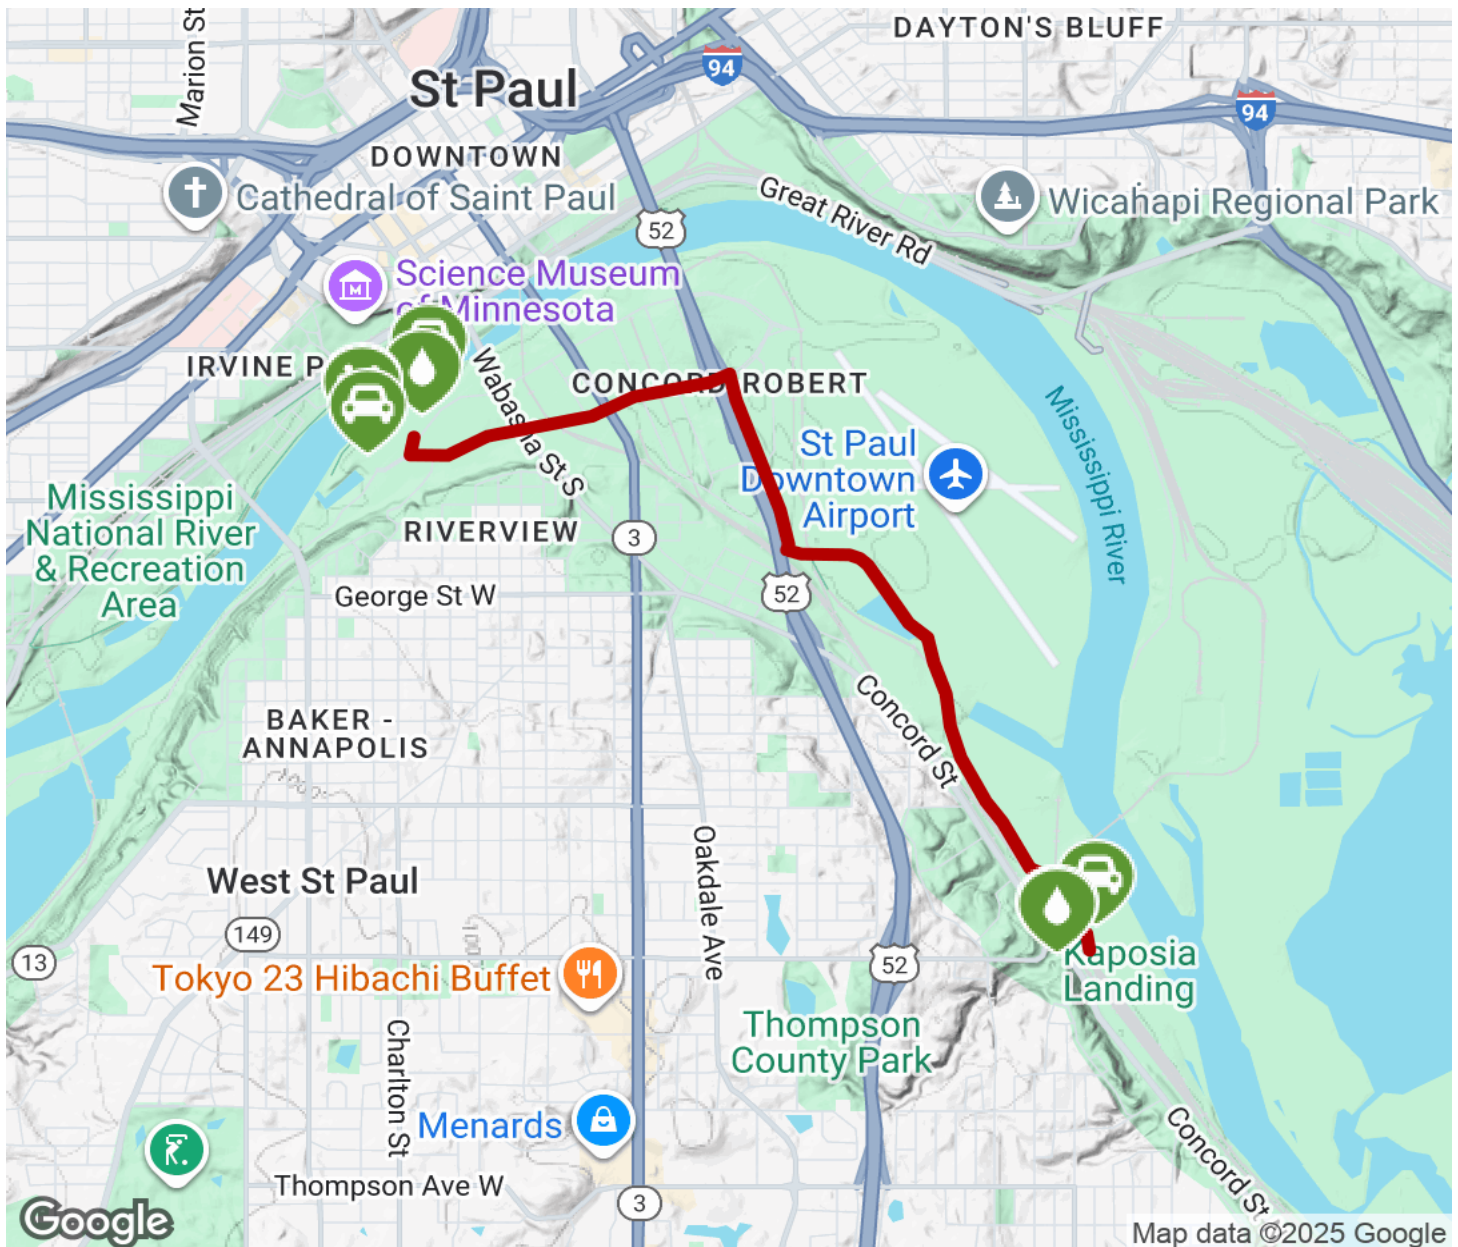 Marion St
DAYTON'S BLUFF
St Paul
94
94
DOWNTOWN
Cathedral of Saint Paul
Great River Rd
Wicaḣapi Regional Park
52
Science Museum
of Minnesota
IRVINE P
Wabasha St S
CONCORD-ROBERT
Mississippi River
St Paul
Downtown
Airport
Mississippi
National River
& Recreation
Area
RIVERVIEW
3
George St W
52
Concord St
BAKER -
ANNAPOLIS
Oakdale Ave
West St Paul
149
100
13
52
Kaposia
Landing
Tokyo 23 Hibachi Buffet
Charlton St
Thompson
County Park
Menards
Concord St
Thompson Ave W
3
Google
Map data ©2025 Google